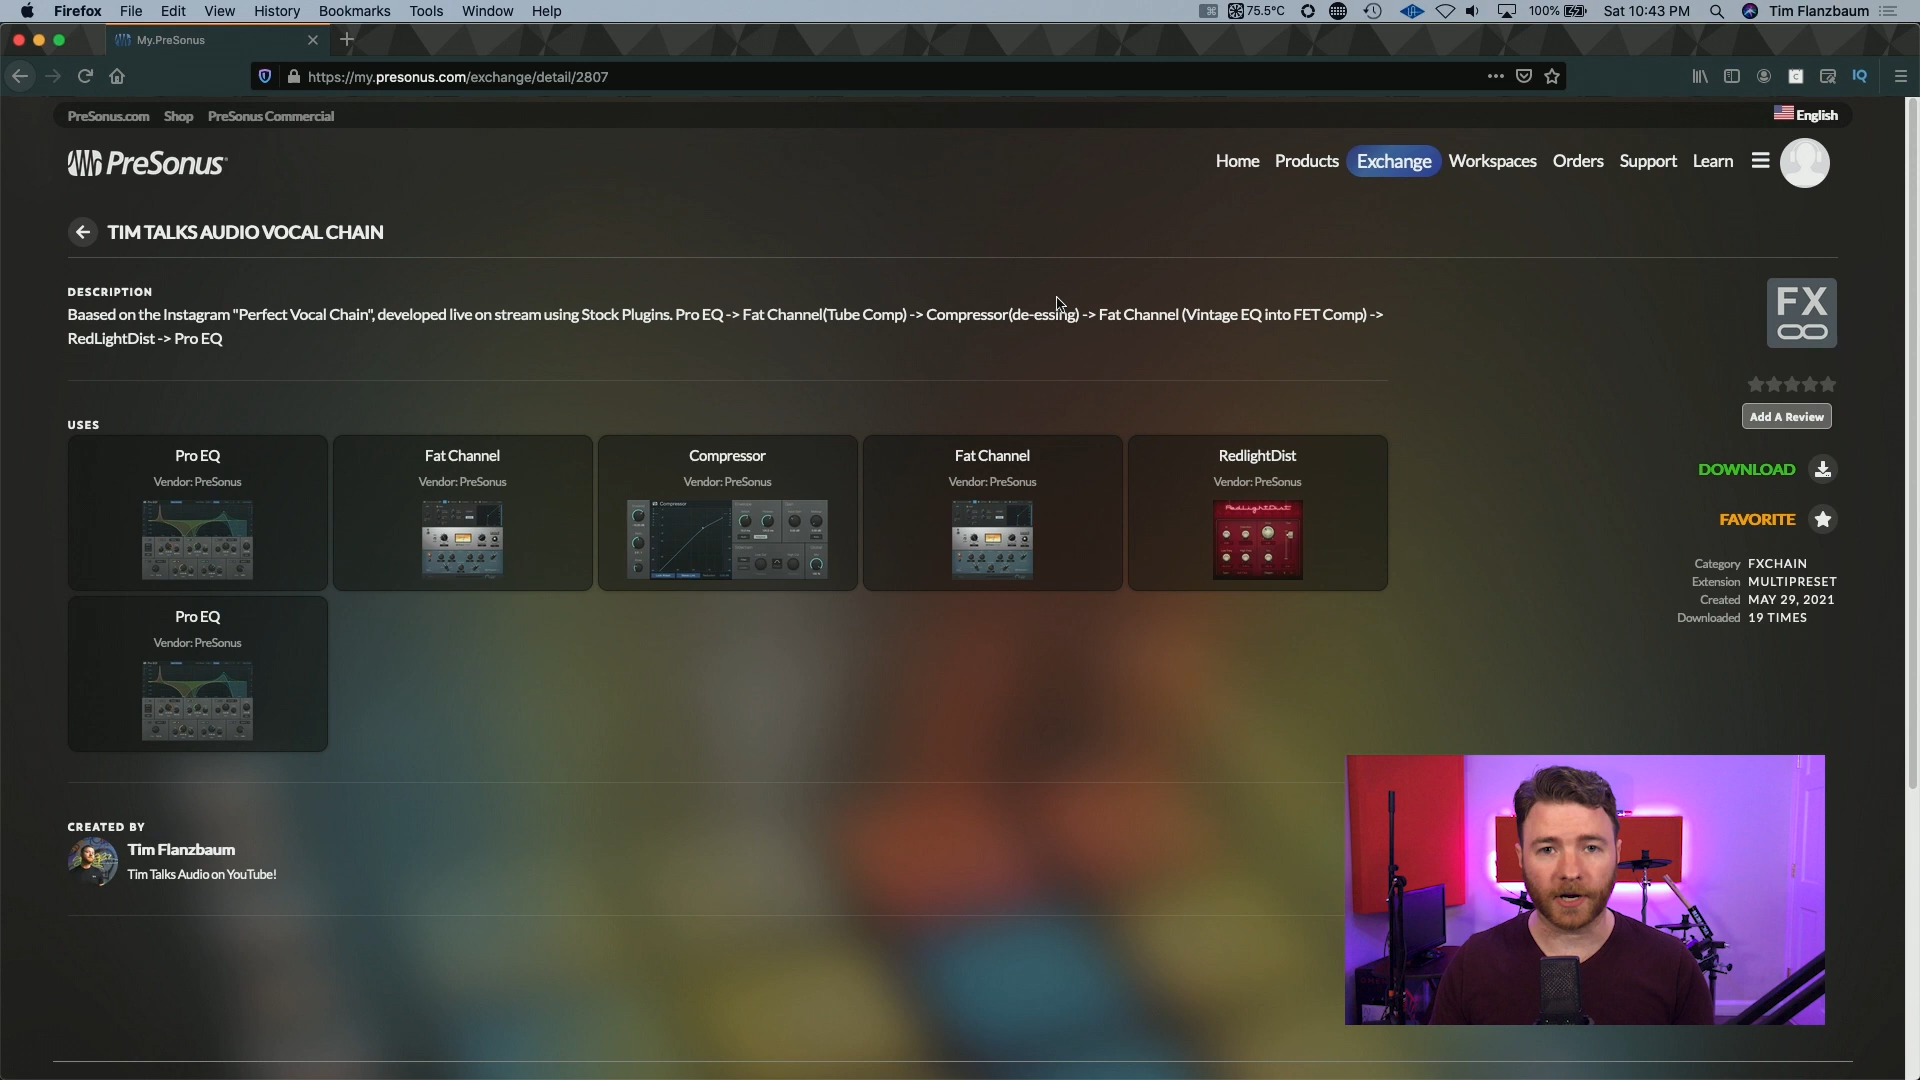 Firefox File Edit View History Bookmarks Tools Window Help 75.5°C 100% Sat 10:43 PM Tim Flanzbaum
My.PreSonus
https://my.presonus.com/exchange/detail/2807 IQ
PreSonus.com Shop PreSonus Commercial English
PreSonus Home Products Exchange Workspaces Orders Support Learn
TIM TALKS AUDIO VOCAL CHAIN
DESCRIPTION
Baased on the Instagram "Perfect Vocal Chain", developed live on stream using Stock Plugins. Pro EQ -> Fat Channel(Tube Comp) -> Compressor(de-essing) -> Fat Channel (Vintage EQ into FET Comp) ->
RedLightDist -> Pro EQ
FX
Add A Review
USES
Pro EQ Fat Channel Compressor Fat Channel RedlightDist
Vendor: PreSonus Vendor: PreSonus Vendor: PreSonus Vendor: PreSonus Vendor: PreSonus
Compressor
RedLightDist
DOWNLOAD
FAVORITE
Category FXCHAIN
Extension MULTIPRESET
Created MAY 29, 2021
Downloaded 19 TIMES
Pro EQ
Vendor: PreSonus
CREATED BY
Tim Flanzbaum
Tim Talks Audio on YouTube!